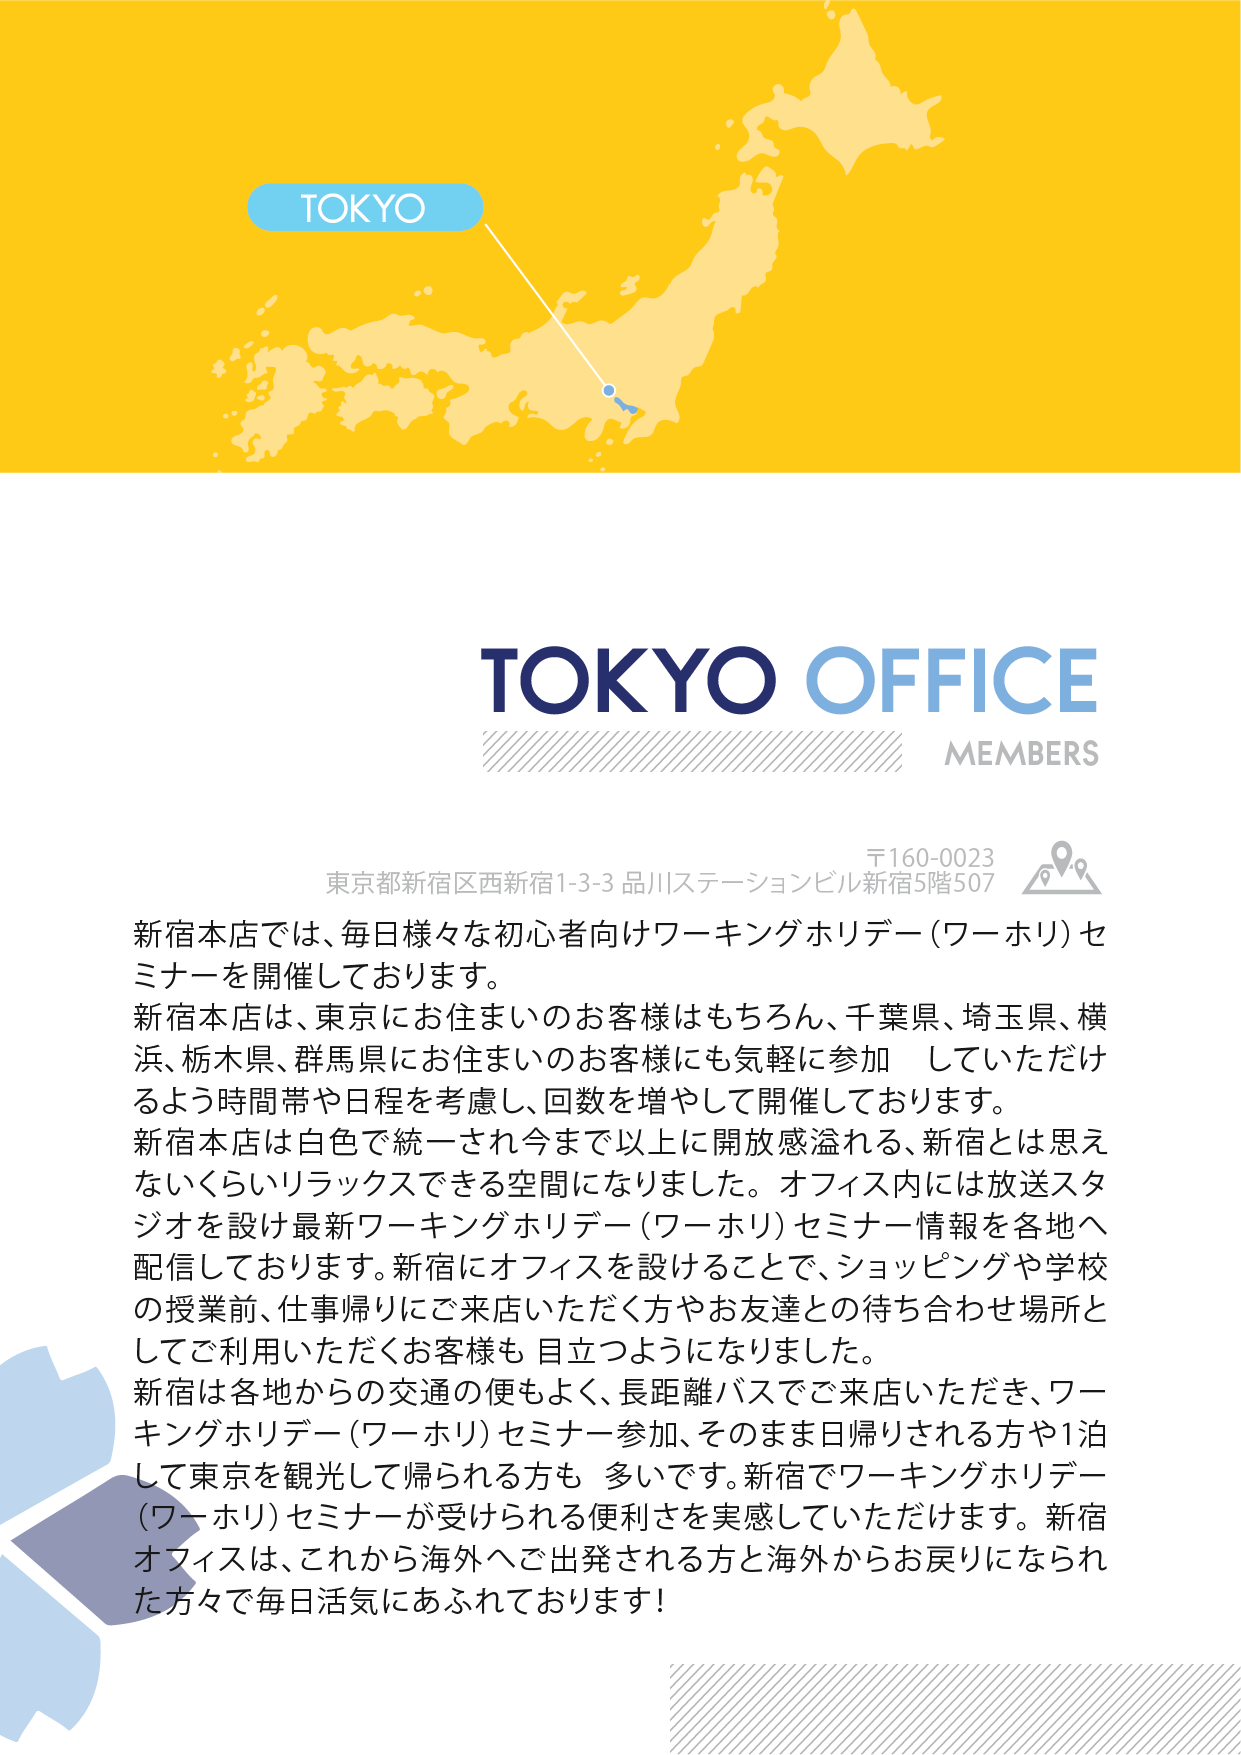 TOKYO
TOKYO OFFICE
MEMBERS
〒160-0023
東京都新宿区西新宿1-3-3 品川ステーションビル新宿5階507
新宿本店では、毎日様々な初心者向けワーキングホリデー（ワーホリ）セ
ミナーを開催しております。
新宿本店は、東京にお住まいのお客様はもちろん、千葉県、埼玉県、横
浜、栃木県、群馬県にお住まいのお客様にも気軽に参加　していただけ
るよう時間帯や日程を考慮し、回数を増やして開催しております。
新宿本店は白色で統一され今まで以上に開放感溢れる、新宿とは思え
ないくらいリラックスできる空間になりました。オフィス内には放送スタ
ジオを設け最新ワーキングホリデー（ワーホリ）セミナー情報を各地へ
配信しております。新宿にオフィスを設けることで、ショッピングや学校
の授業前、仕事帰りにご来店いただく方やお友達との待ち合わせ場所と
してご利用いただくお客様も 目立つようになりました。
新宿は各地からの交通の便もよく、長距離バスでご来店いただき、ワー
キングホリデー（ワーホリ）セミナー参加、そのまま日帰りされる方や1泊
して東京を観光して帰られる方も 多いです。新宿でワーキングホリデー
（ワーホリ）セミナーが受けられる便利さを実感していただけます。新宿
オフィスは、これから海外へご出発される方と海外からお戻りになられ
た方々で毎日活気にあふれております！